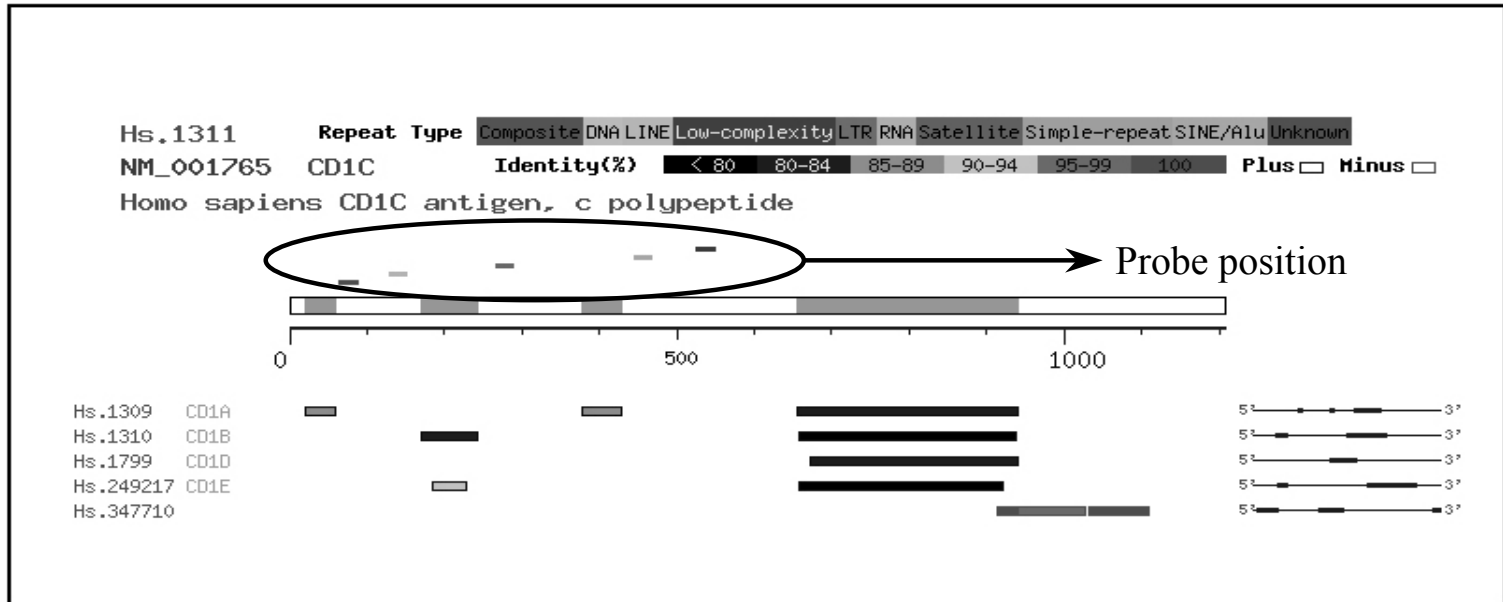 Hs.1311 Repeat Type Composite DNA LINE Low-complexity LTR RNA Satellite Simple-repeat SINE/Alu Unknown
NM_001765 CD1C Identity(%) < 80 80-84 85-89 90-94 95-99 100 Plus Minus
Homo sapiens CD1C antigen, c polypeptide
Probe position
0 500 1000
Hs.1309 CD1A 5' 3'
Hs.1310 CD1B 5' 3'
Hs.1799 CD1D 5' 3'
Hs.249217 CD1E 5' 3'
Hs.347710 5' 3'